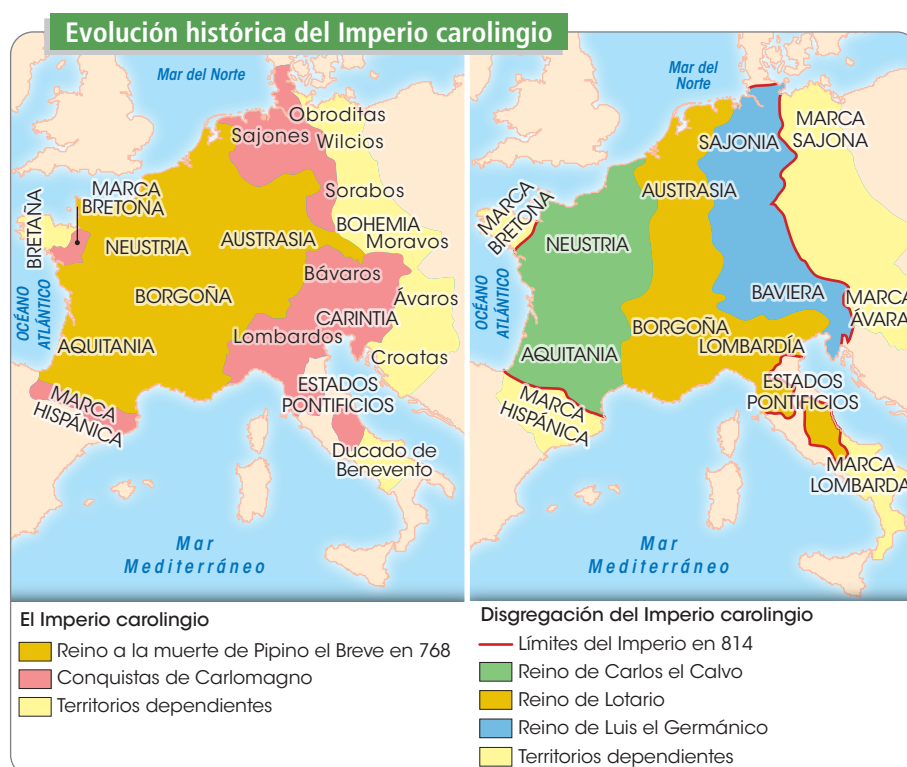 Evolución histórica del Imperio carolingio
Mar del Norte
Obroditas
Sajones
Wilcios
Sorabos
MARCA
BRETONA
BRETAÑA
BOHEMIA
Moravos
NEUSTRIA
AUSTRASIA
Bávaros
BORGOÑA
Ávaros
OCÉANO
ATLÁNTICO
CARINTIA
Lombardos
AQUITANIA
Croatas
ESTADOS
PONTIFICIOS
MARCA
HISPÁNICA
Ducado de
Benevento
Mar
Mediterráneo
El Imperio carolingio
Reino a la muerte de Pipino el Breve en 768
Conquistas de Carlomagno
Territorios dependientes
Mar del
Norte
MARCA
SAJONA
SAJONIA
AUSTRASIA
MARCA
BRETONA
NEUSTRIA
OCÉANO
ATLÁNTICO
BAVIERA
MARCA
ÁVARA
BORGOÑA
LOMBARDÍA
AQUITANIA
ESTADOS
PONTIFICIOS
MARCA
HISPÁNICA
MARCA
LOMBARDA
Mar
Mediterráneo
Disgregación del Imperio carolingio
Límites del Imperio en 814
Reino de Carlos el Calvo
Reino de Lotario
Reino de Luis el Germánico
Territorios dependientes